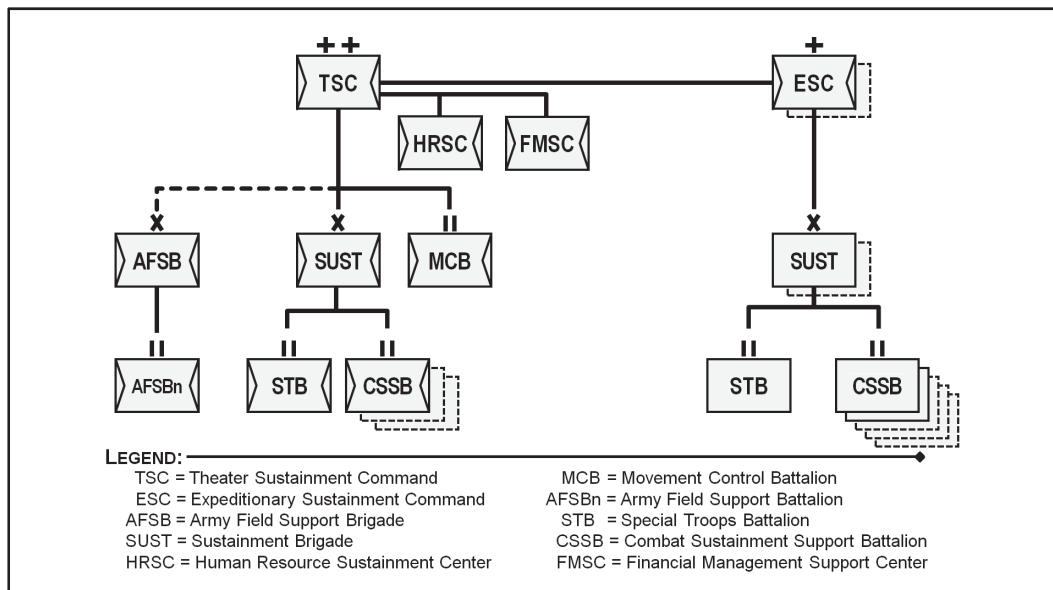 ++ +
TSC ESC
HRSC FMSC
X X II X
AFSB SUST MCB SUST
II II II II II
AFSBn STB CSSB STB CSSB
LEGEND:
TSC = Theater Sustainment Command
ESC = Expeditionary Sustainment Command
AFSB = Army Field Support Brigade
SUST = Sustainment Brigade
HRSC = Human Resource Sustainment Center
MCB = Movement Control Battalion
AFSBn = Army Field Support Battalion
STB = Special Troops Battalion
CSSB = Combat Sustainment Support Battalion
FMSC = Financial Management Support Center